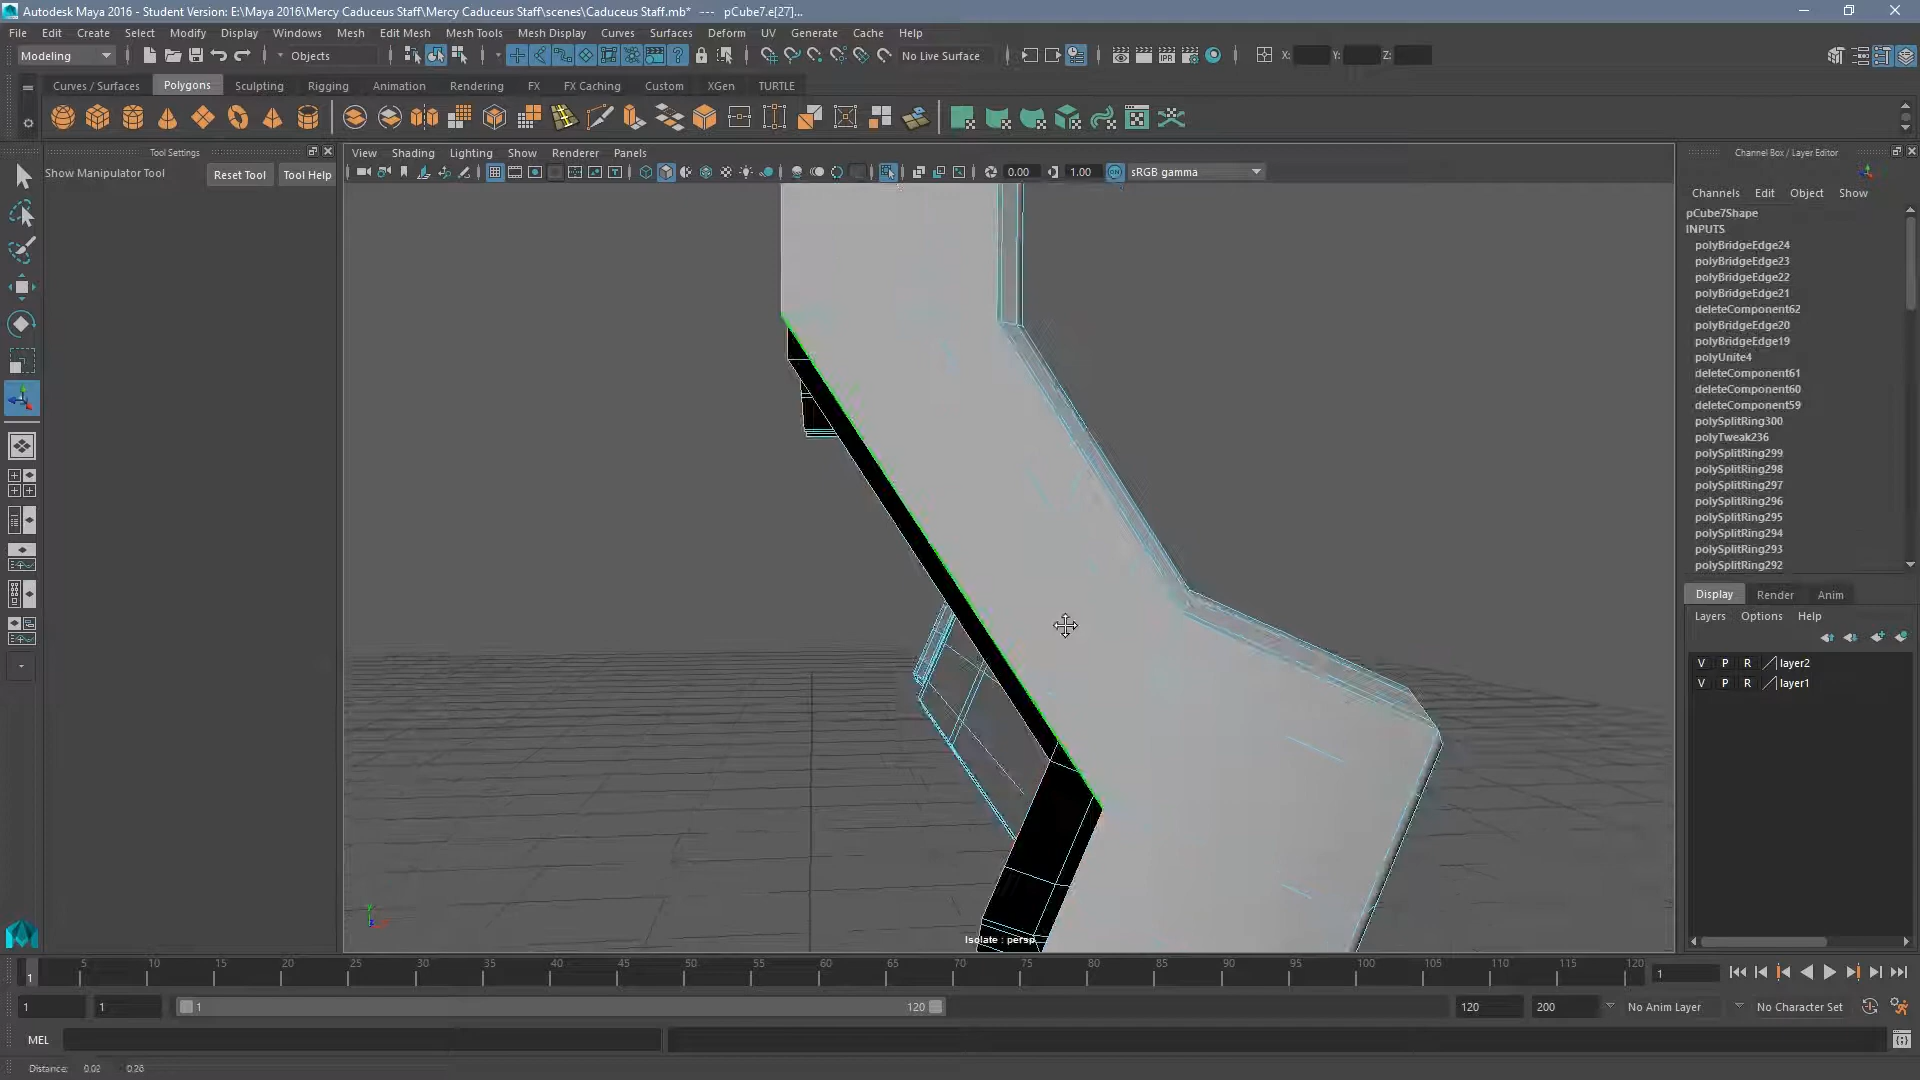 Autodesk Maya 2016 - Student Version: E:\Maya 2016\Mercy Caduceus Staff\Mercy Caduceus Staff\scenes\Caduceus Staff.mb* --- pCube7.e[27]...
File Edit Create Select Modify Display Windows Mesh Edit Mesh Mesh Tools Mesh Display Curves Surfaces Deform UV Generate Cache Help
Modeling Objects No Live Surface X: Y: Z:
Curves / Surfaces Polygons Sculpting Rigging Animation Rendering FX FX Caching Custom XGen TURTLE
Tool Settings
Show Manipulator Tool Reset Tool Tool Help
View Shading Lighting Show Renderer Panels
0.00 1.00 ON sRGB gamma
Isolate : persp
Channel Box / Layer Editor
Channels Edit Object Show
pCube7Shape
INPUTS
polyBridgeEdge24
polyBridgeEdge23
polyBridgeEdge22
polyBridgeEdge21
deleteComponent62
polyBridgeEdge20
polyBridgeEdge19
polyUnite4
deleteComponent61
deleteComponent60
deleteComponent59
polySplitRing300
polyTweak236
polySplitRing299
polySplitRing298
polySplitRing297
polySplitRing296
polySplitRing295
polySplitRing294
polySplitRing293
polySplitRing292
Display Render Anim
Layers Options Help
V P R layer2
V P R layer1
1 5 10 15 20 25 30 35 40 45 50 55 60 65 70 75 80 85 90 95 100 105 110 115 120 1
1 1 1 120 120 200 No Anim Layer No Character Set
MEL
Distance: 0.02 0.26